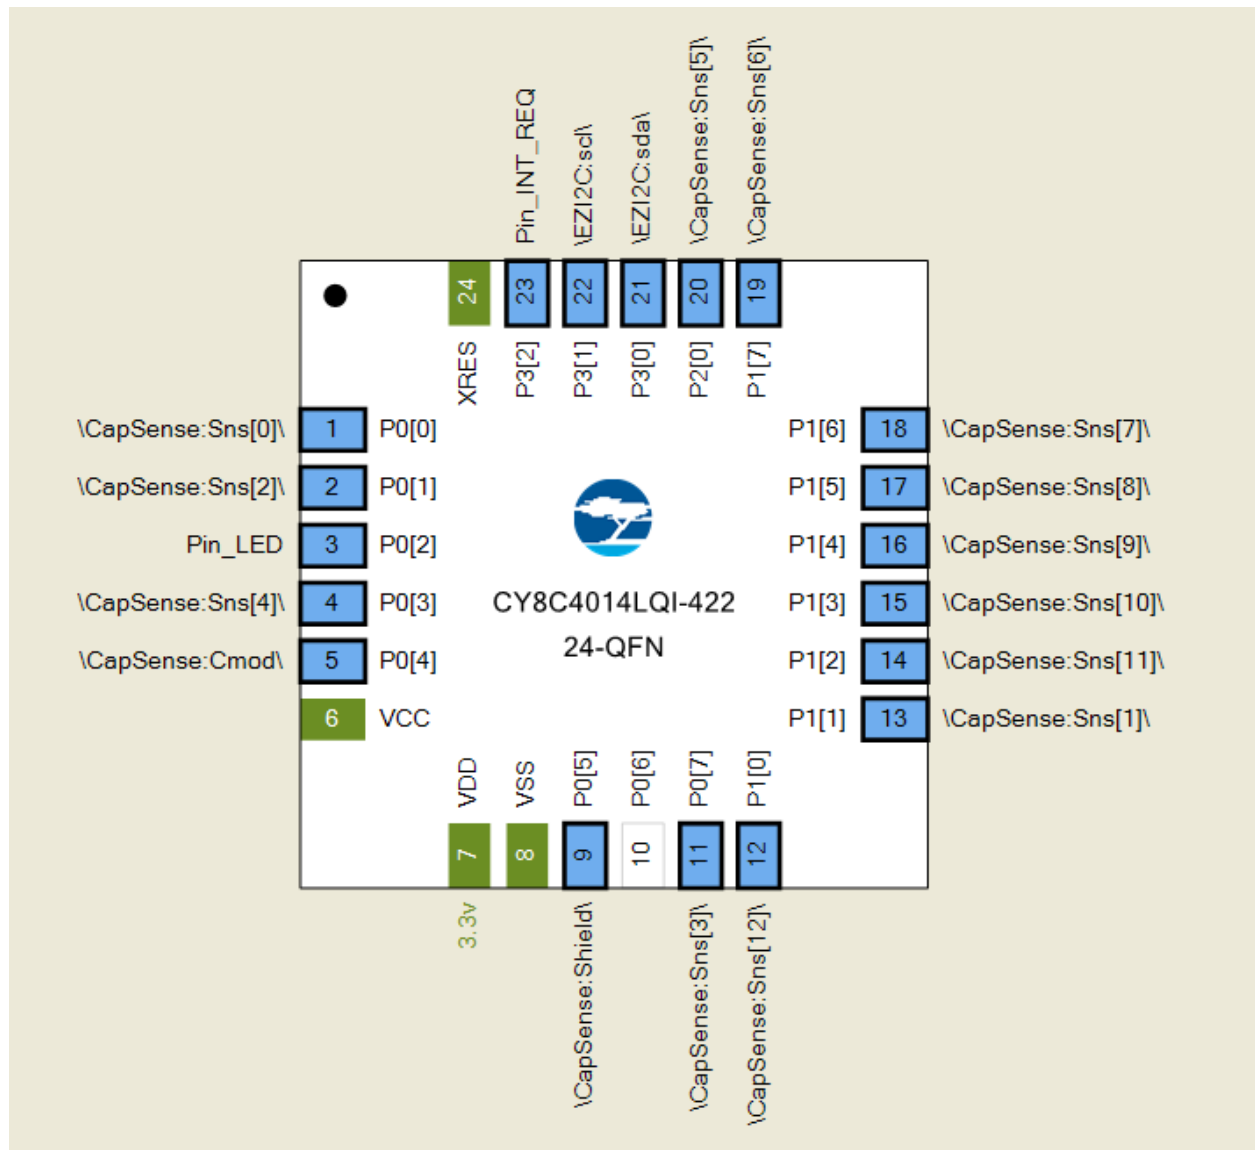 Pin_INT_REQ
\EZI2C:scl\
\EZI2C:sda\
\CapSense:Sns[5]\
\CapSense:Sns[6]\
24
23
22
21
20
19
XRES
P3[2]
P3[1]
P3[0]
P2[0]
P1[7]
\CapSense:Sns[0]\ 1 P0[0]
P1[6] 18 \CapSense:Sns[7]\
\CapSense:Sns[2]\ 2 P0[1]
P1[5] 17 \CapSense:Sns[8]\
Pin_LED 3 P0[2]
P1[4] 16 \CapSense:Sns[9]\
\CapSense:Sns[4]\ 4 P0[3]
CY8C4014LQI-422
P1[3] 15 \CapSense:Sns[10]\
24-QFN
\CapSense:Cmod\ 5 P0[4]
P1[2] 14 \CapSense:Sns[11]\
6 VCC
P1[1] 13 \CapSense:Sns[1]\
VDD
VSS
P0[5]
P0[6]
P0[7]
P1[0]
7
8
9
10
11
12
3.3v
\CapSense:Shield\
\CapSense:Sns[3]\
\CapSense:Sns[12]\